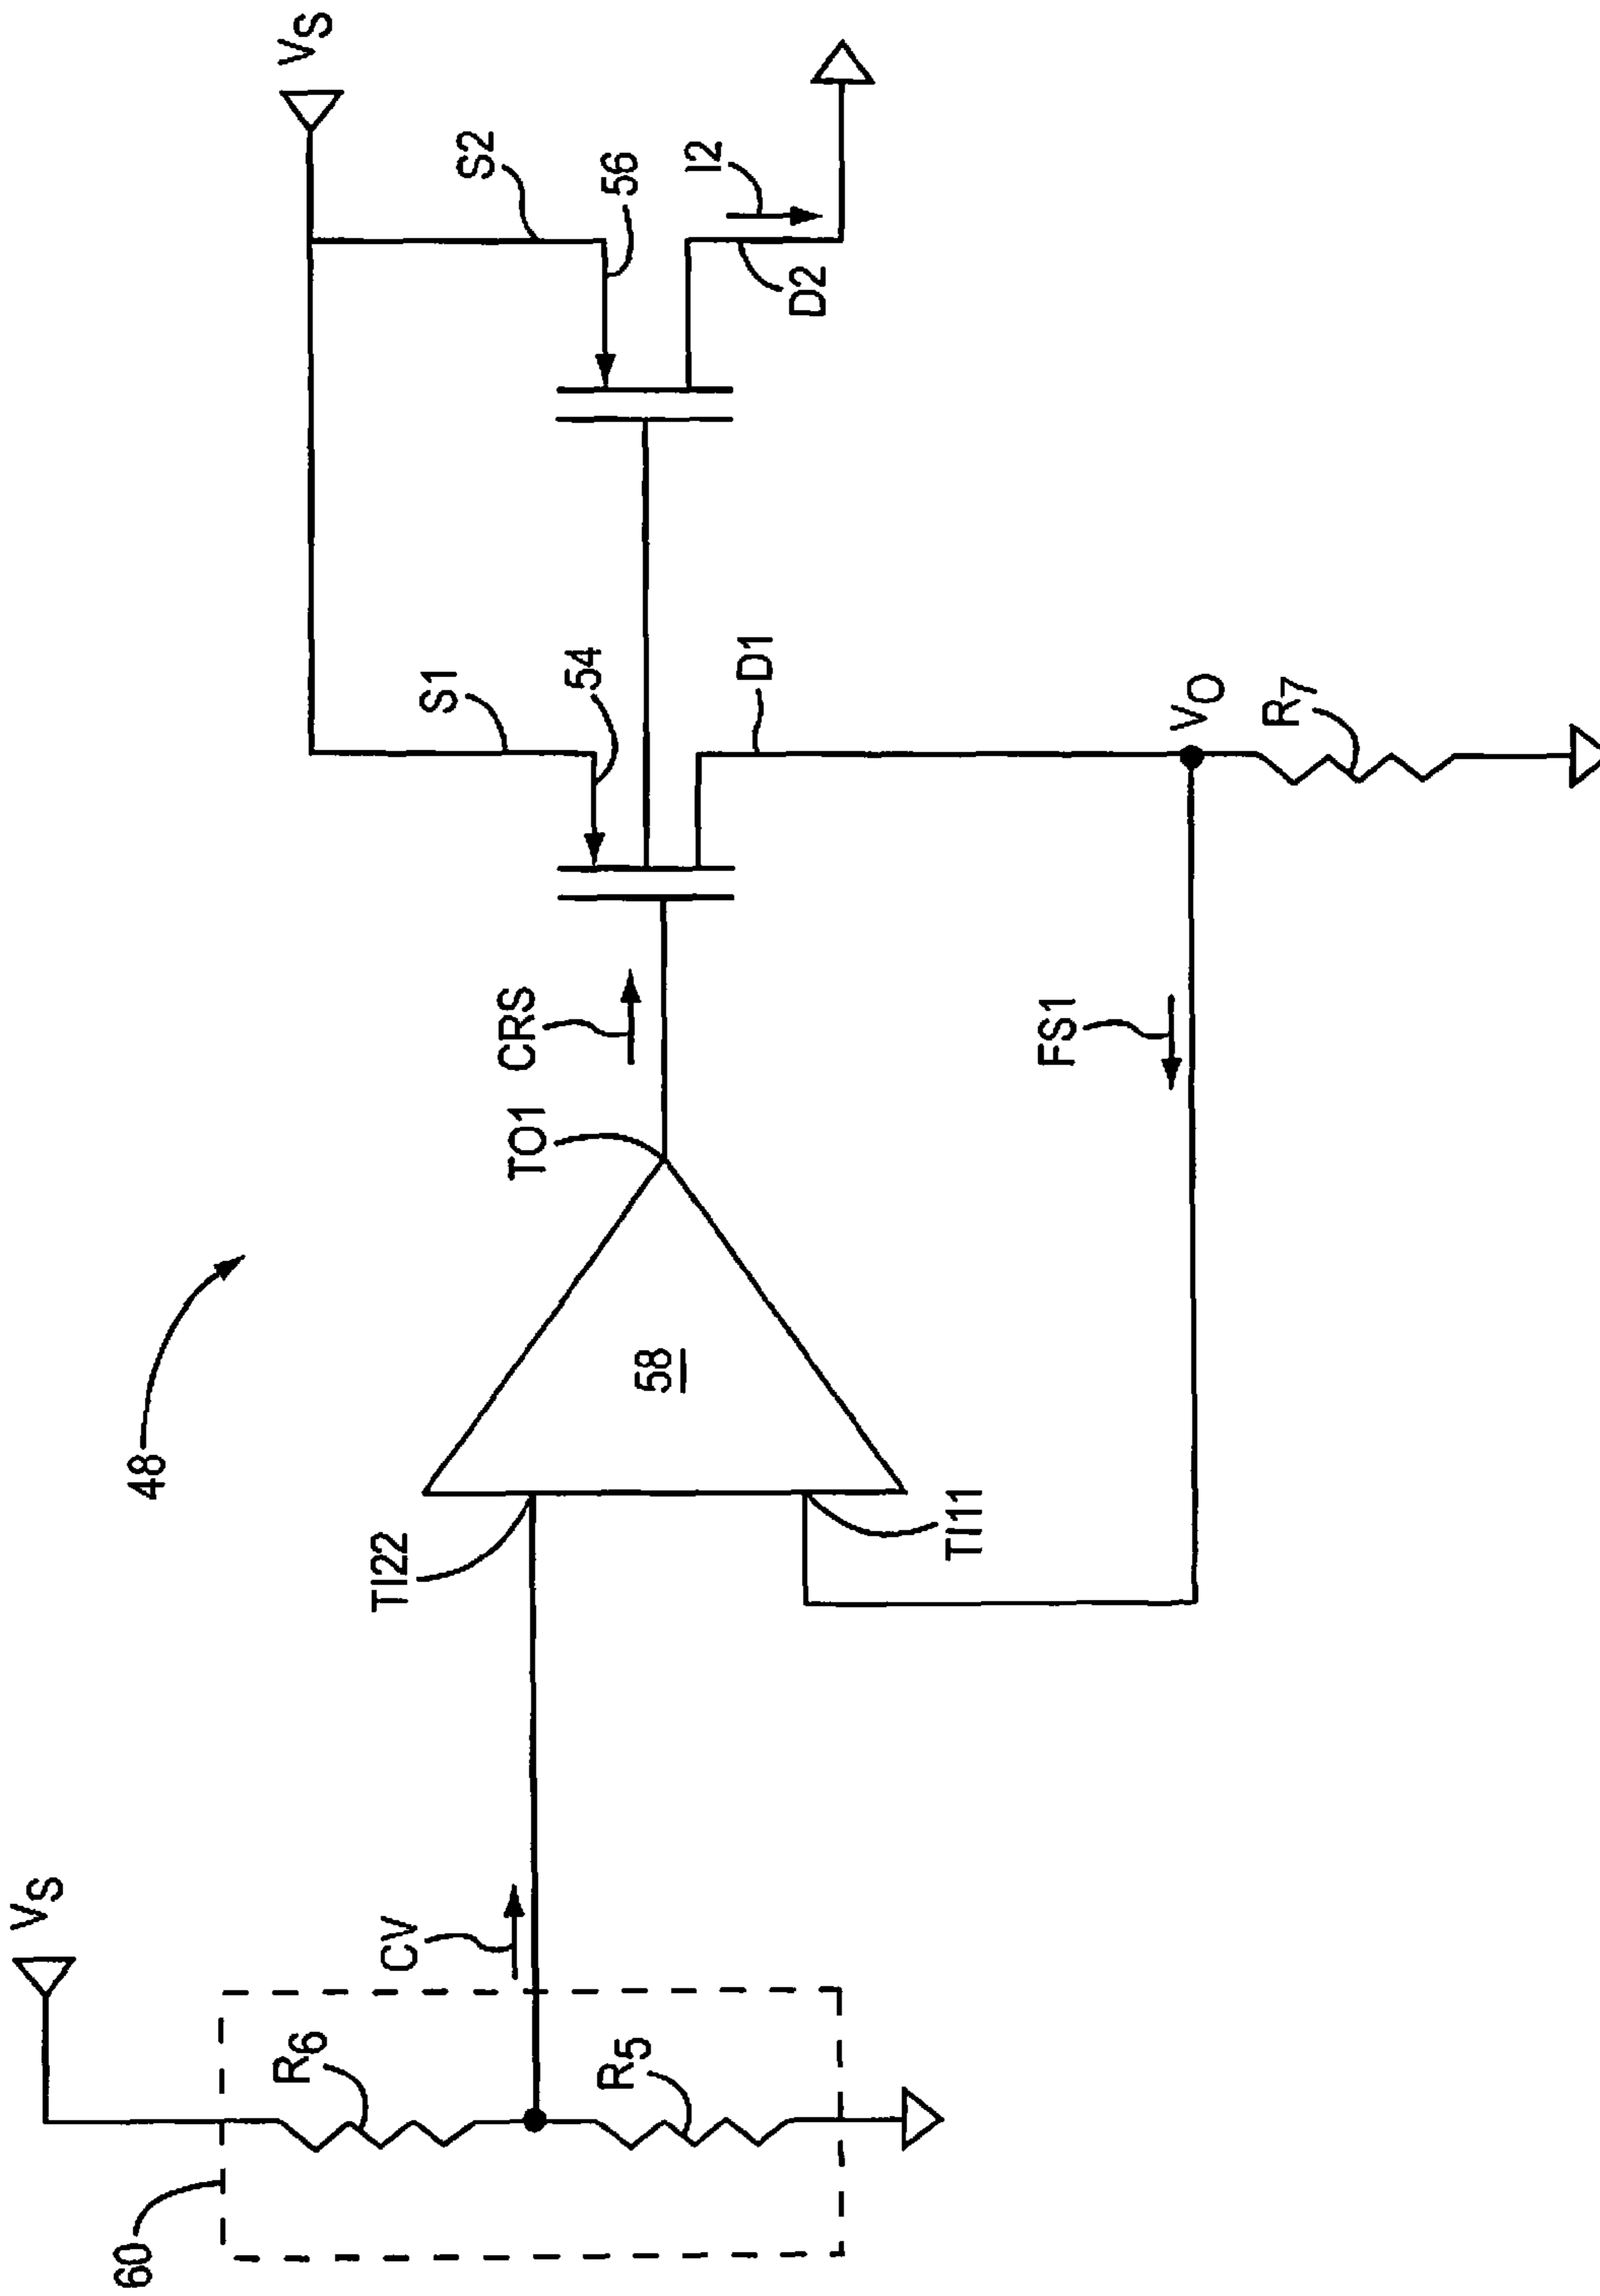 48
VS
VS
S1
S2
54
56
60
R6
CV
TI22
TO1
CRS
58
I2
D1
D2
R5
TI11
FS1
VO
R7